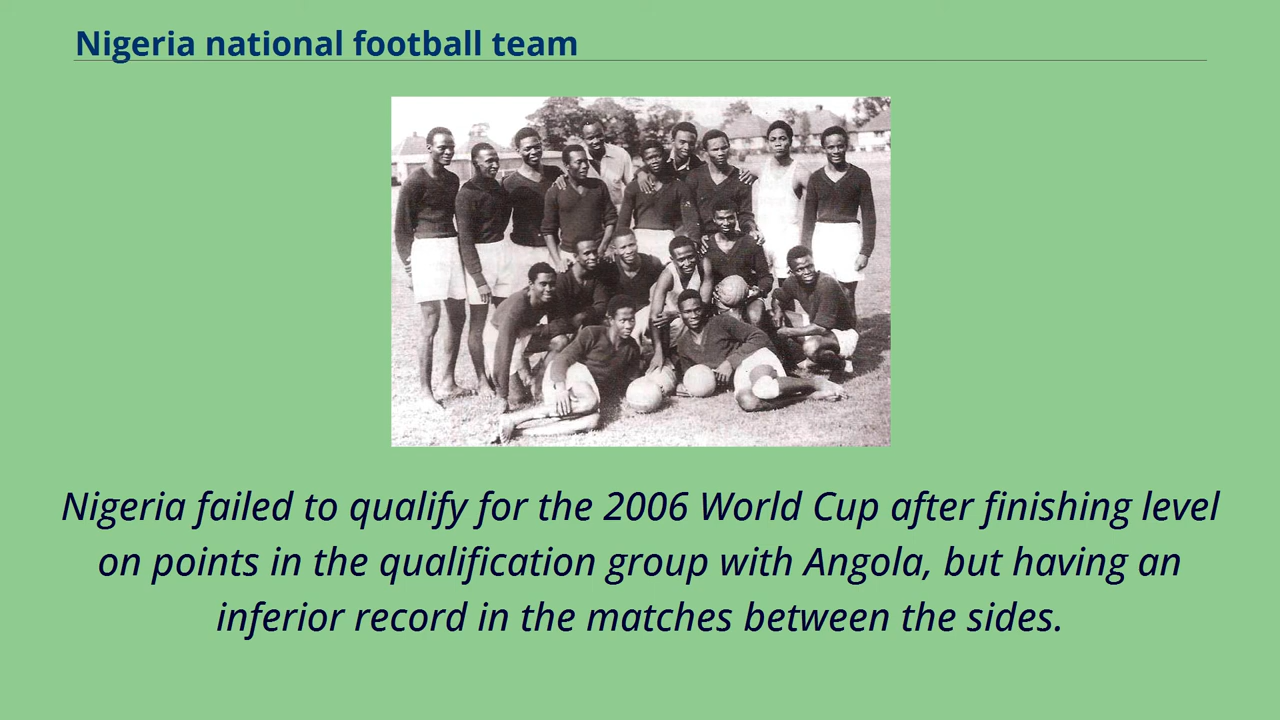 Nigeria national football team
Nigeria failed to qualify for the 2006 World Cup after finishing level
on points in the qualification group with Angola, but having an
inferior record in the matches between the sides.